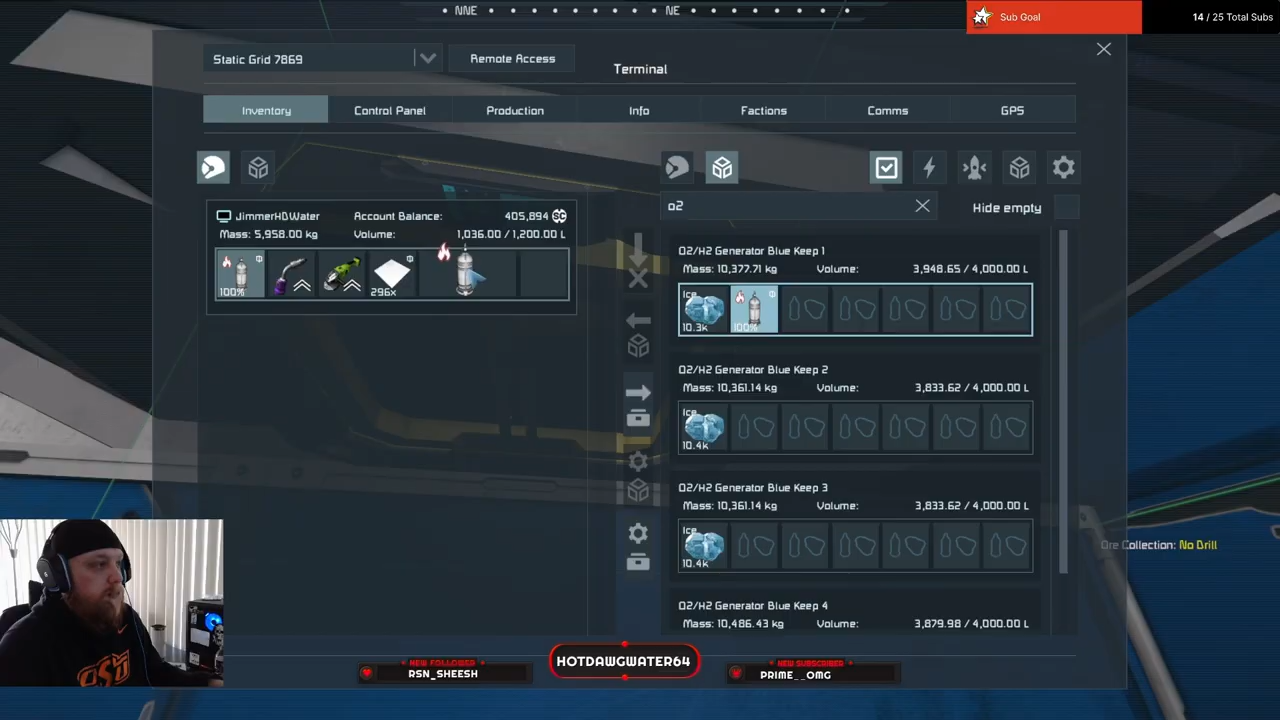 NNE
NE
Sub Goal
14 / 25 Total Subs
Static Grid 7869
Remote Access
Terminal
Inventory
Control Panel
Production
Info
Factions
Comms
GPS
JimmerHBWater
Account Balance:
405,894 SC
Mass: 5,958.00 kg
Volume:
1,036.00 / 1,200.00 L
100%
296x
o2
Hide empty
O2/H2 Generator Blue Keep 1
Mass: 10,377.71 kg
Volume:
3,948.65 / 4,000.00 L
Ice
10.3k
100%
O2/H2 Generator Blue Keep 2
Mass: 10,361.14 kg
Volume:
3,833.62 / 4,000.00 L
Ice
10.4k
O2/H2 Generator Blue Keep 3
Mass: 10,361.14 kg
Volume:
3,833.62 / 4,000.00 L
Ice
10.4k
O2/H2 Generator Blue Keep 4
Mass: 10,486.43 kg
Volume:
3,879.98 / 4,000.00 L
Ore Collection: No Drill
NEW FOLLOWER
RSN_SHEESH
HOTDAWGWATER64
NEW SUBSCRIBER
PRIME__OMG